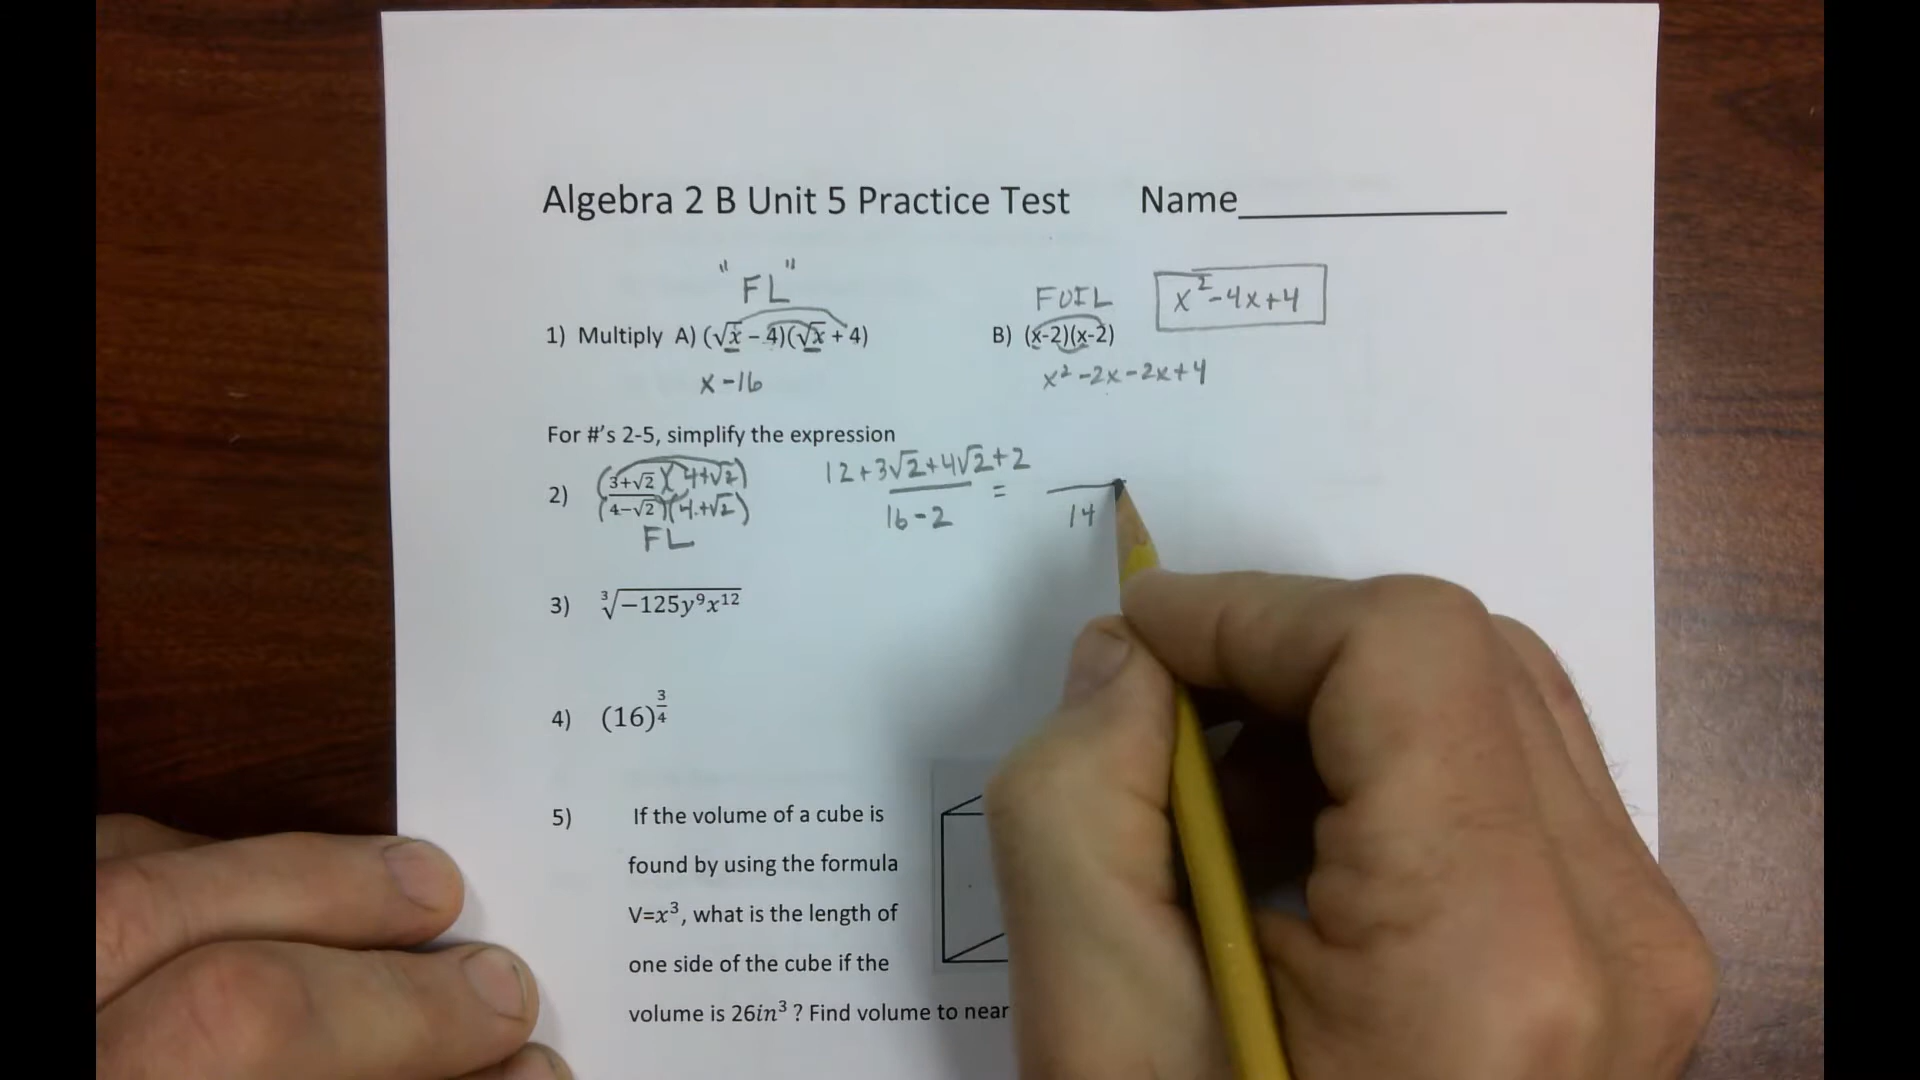 Algebra 2 B Unit 5 Practice Test Name______________
"FL"
FOIL x²-4x+4
1) Multiply A) (√x − 4)(√x + 4) B) (x-2)(x-2)
x -16 x² -2x -2x +4
For #'s 2-5, simplify the expression
12+3√2+4√2+2
2) (3+√2)(4+√2) =
(4−√2)(4+√2) 16-2 14
FL
3) ³√−125y⁹x¹²
4) (16)^(3/4)
5) If the volume of a cube is
found by using the formula
V=x³, what is the length of
one side of the cube if the
volume is 26in³ ? Find volume to near